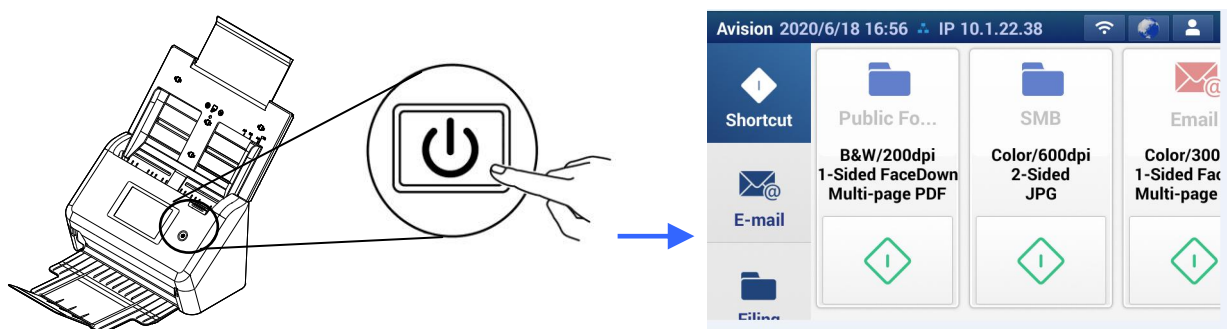 Avision 2020/6/18 16:56 IP 10.1.22.38
Shortcut
E-mail
Filing
Public Fo...
B&W/200dpi
1-Sided FaceDown
Multi-page PDF
SMB
Color/600dpi
2-Sided
JPG
Email
Color/300
1-Sided Fac
Multi-page